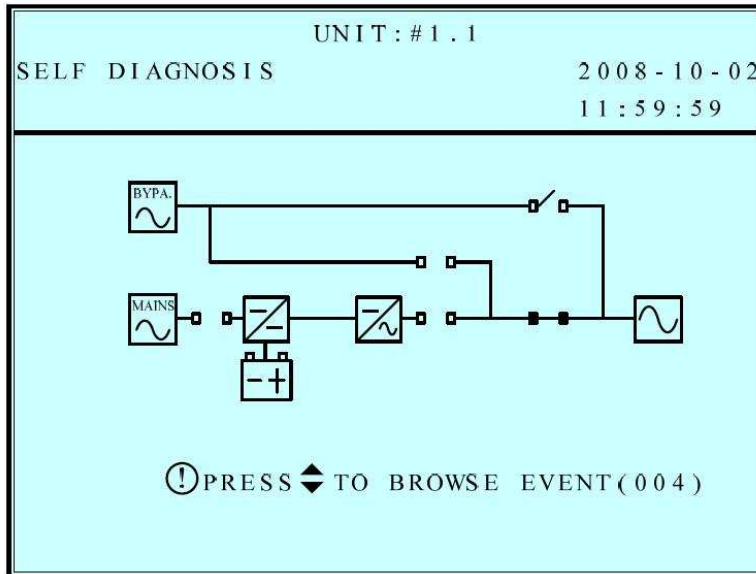 UNIT:#1.1
SELF DIAGNOSIS 2008-10-02
11:59:59
BYPA.
MAINS
PRESS TO BROWSE EVENT(004)